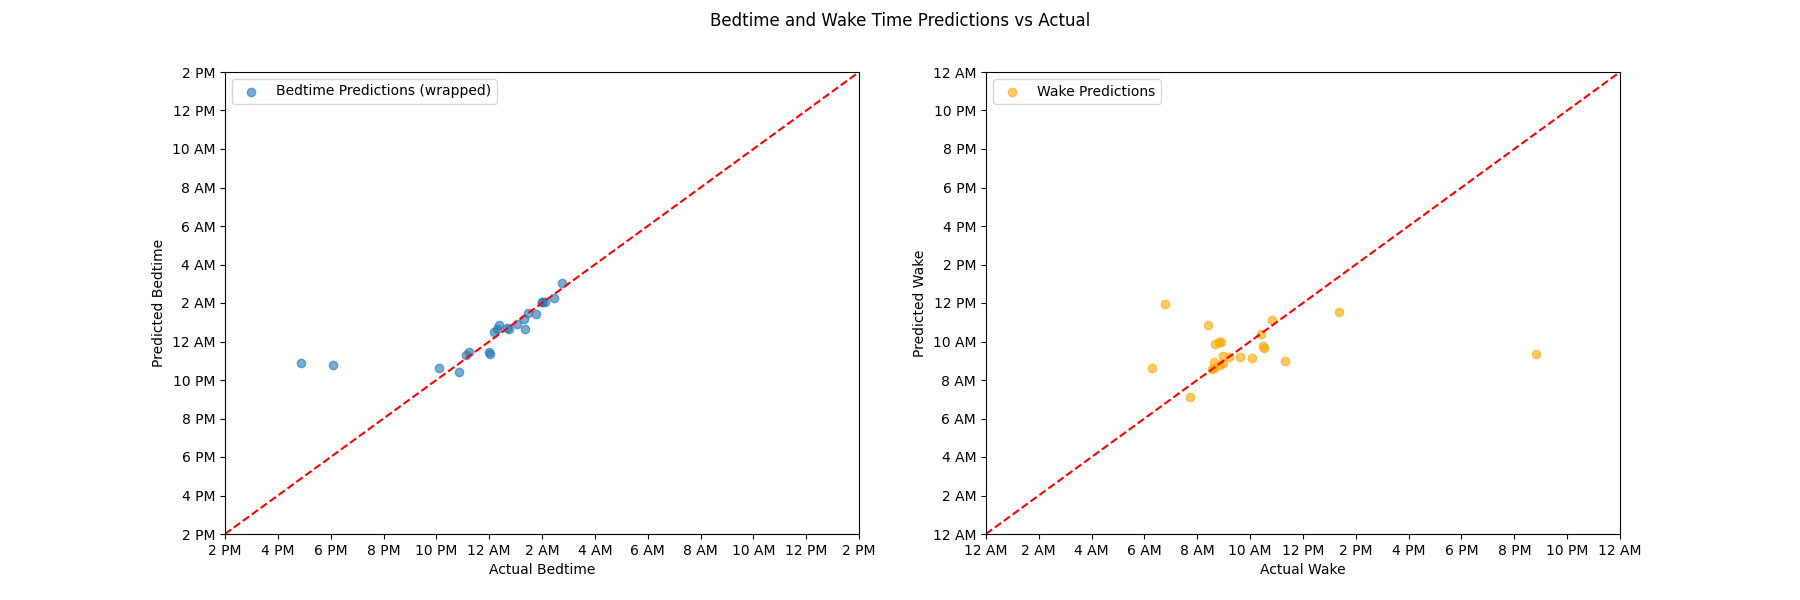 Bedtime and Wake Time Predictions vs Actual
Bedtime Predictions (wrapped)
2 PM
12 PM
10 AM
8 AM
6 AM
4 AM
2 AM
12 AM
10 PM
8 PM
6 PM
4 PM
2 PM
Predicted Bedtime
2 PM 4 PM 6 PM 8 PM 10 PM 12 AM 2 AM 4 AM 6 AM 8 AM 10 AM 12 PM 2 PM
Actual Bedtime
Wake Predictions
12 AM
10 PM
8 PM
6 PM
4 PM
2 PM
12 PM
10 AM
8 AM
6 AM
4 AM
2 AM
12 AM
Predicted Wake
12 AM 2 AM 4 AM 6 AM 8 AM 10 AM 12 PM 2 PM 4 PM 6 PM 8 PM 10 PM 12 AM
Actual Wake